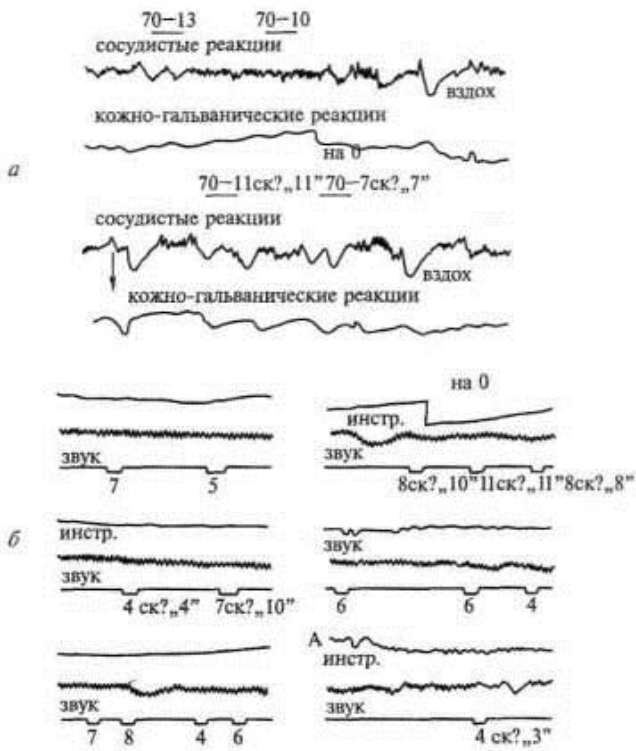 70–13 70–10
сосудистые реакции
вздох
кожно-гальванические реакции
на 0
а
70–11ск?„11” 70–7ск?„7”
сосудистые реакции
вздох
кожно-гальванические реакции
на 0
инстр.
звук
звук
7 5
8ск?„10”11ск?„11”8ск?„8”
б
инстр.
звук
звук
4 ск?„4” 7ск?„10”
6 6 4
А
инстр.
звук
звук
7 8 4 6
4 ск?„3”